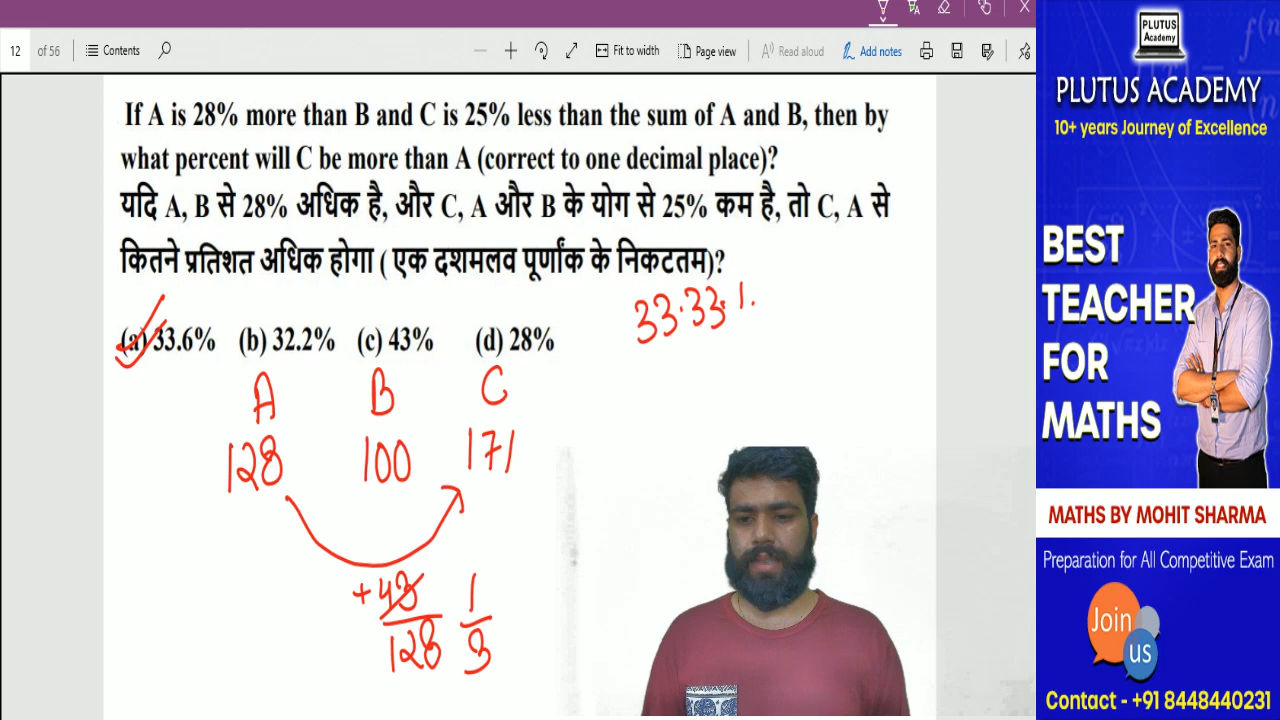 12 of 56 Contents Fit to width Page view Read aloud Add notes
If A is 28% more than B and C is 25% less than the sum of A and B, then by
what percent will C be more than A (correct to one decimal place)?
यदि A, B से 28% अधिक है, और C, A और B के योग से 25% कम है, तो C, A से
कितने प्रतिशत अधिक होगा ( एक दशमलव पूर्णांक के निकटतम)?
33.33%
(a) 33.6% (b) 32.2% (c) 43% (d) 28%
A B C
128 100 171
+43 1
128 3
PLUTUS
Academy
PLUTUS ACADEMY
10+ years Journey of Excellence
BEST
TEACHER
FOR
MATHS
MATHS BY MOHIT SHARMA
Preparation for All Competitive Exam
Join
us
Contact - +91 8448440231